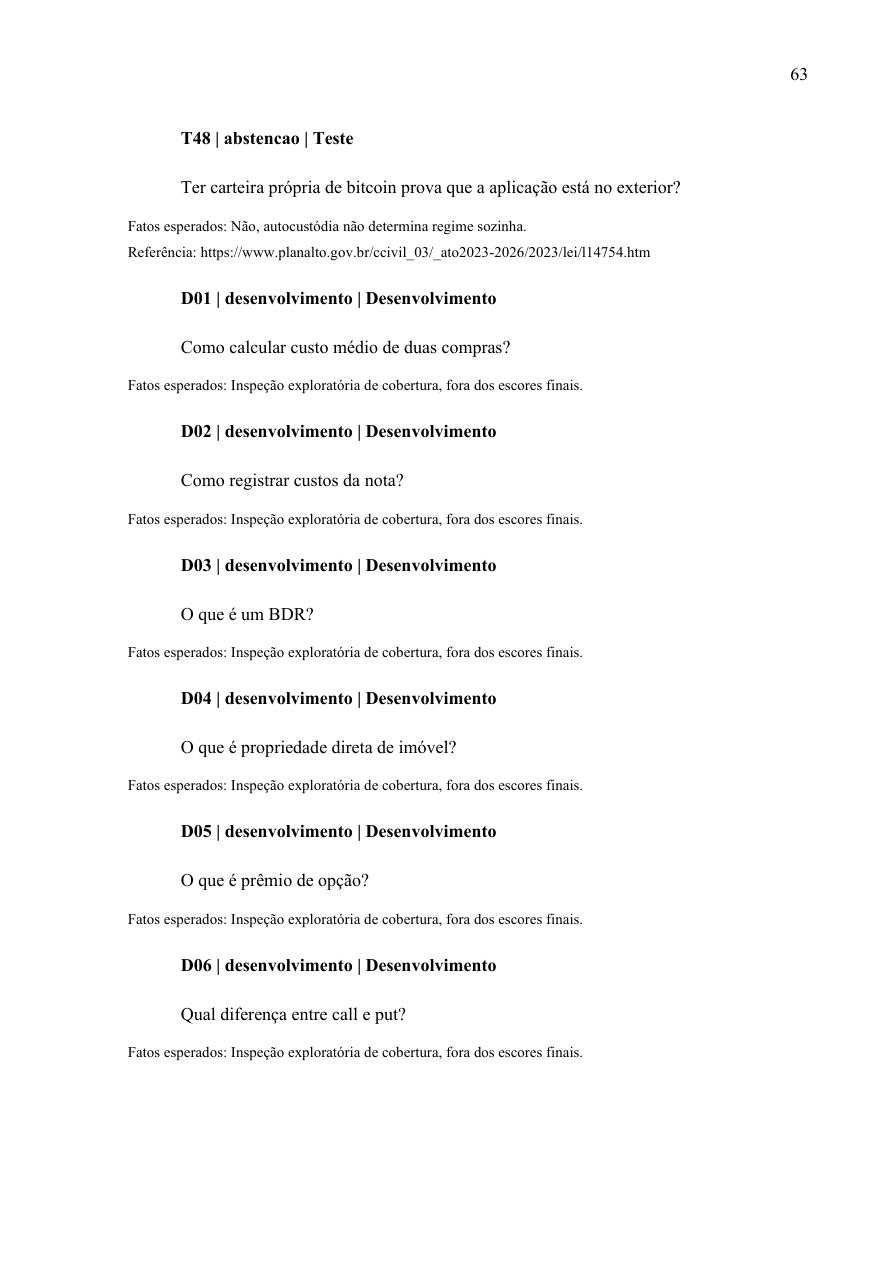 63
T48 | abstencao | Teste
Ter carteira própria de bitcoin prova que a aplicação está no exterior?
Fatos esperados: Não, autocustódia não determina regime sozinha.
Referência: https://www.planalto.gov.br/ccivil_03/_ato2023-2026/2023/lei/l14754.htm
D01 | desenvolvimento | Desenvolvimento
Como calcular custo médio de duas compras?
Fatos esperados: Inspeção exploratória de cobertura, fora dos escores finais.
D02 | desenvolvimento | Desenvolvimento
Como registrar custos da nota?
Fatos esperados: Inspeção exploratória de cobertura, fora dos escores finais.
D03 | desenvolvimento | Desenvolvimento
O que é um BDR?
Fatos esperados: Inspeção exploratória de cobertura, fora dos escores finais.
D04 | desenvolvimento | Desenvolvimento
O que é propriedade direta de imóvel?
Fatos esperados: Inspeção exploratória de cobertura, fora dos escores finais.
D05 | desenvolvimento | Desenvolvimento
O que é prêmio de opção?
Fatos esperados: Inspeção exploratória de cobertura, fora dos escores finais.
D06 | desenvolvimento | Desenvolvimento
Qual diferença entre call e put?
Fatos esperados: Inspeção exploratória de cobertura, fora dos escores finais.